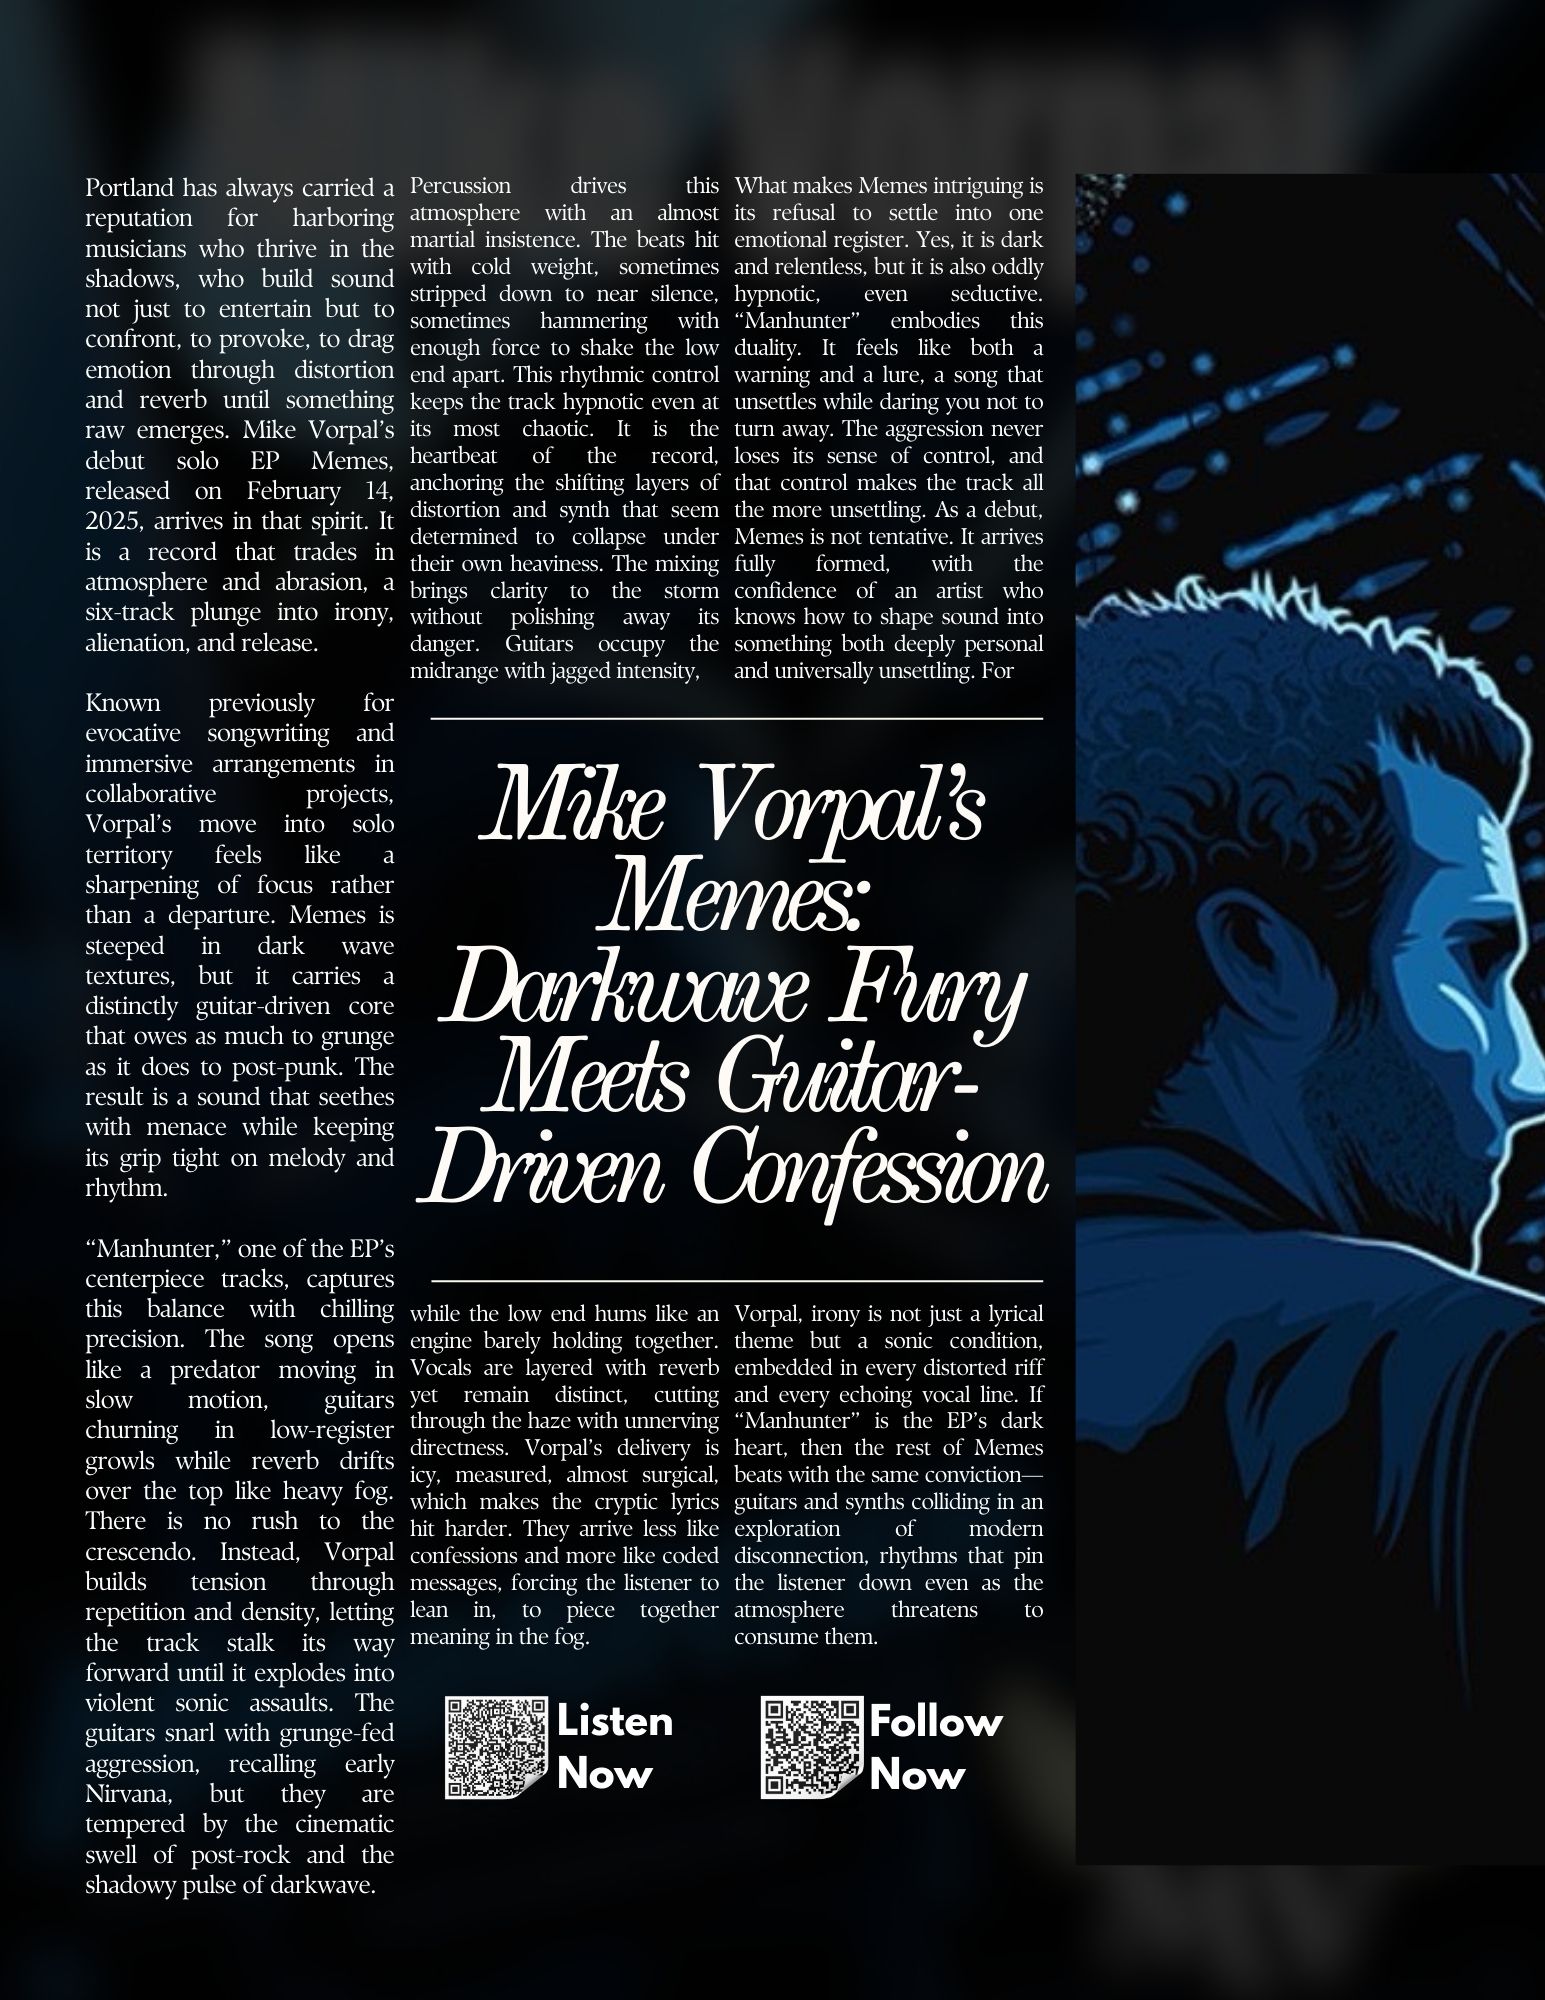 Portland has always carried a
reputation for harboring
musicians who thrive in the
shadows, who build sound
not just to entertain but to
confront, to provoke, to drag
emotion through distortion
and reverb until something
raw emerges. Mike Vorpal’s
debut solo EP Memes,
released on February 14,
2025, arrives in that spirit. It
is a record that trades in
atmosphere and abrasion, a
six-track plunge into irony,
alienation, and release.
Known previously for
evocative songwriting and
immersive arrangements in
collaborative projects,
Vorpal’s move into solo
territory feels like a
sharpening of focus rather
than a departure. Memes is
steeped in dark wave
textures, but it carries a
distinctly guitar-driven core
that owes as much to grunge
as it does to post-punk. The
result is a sound that seethes
with menace while keeping
its grip tight on melody and
rhythm.
“Manhunter,” one of the EP’s
centerpiece tracks, captures
this balance with chilling
precision. The song opens
like a predator moving in
slow motion, guitars
churning in low-register
growls while reverb drifts
over the top like heavy fog.
There is no rush to the
crescendo. Instead, Vorpal
builds tension through
repetition and density, letting
the track stalk its way
forward until it explodes into
violent sonic assaults. The
guitars snarl with grunge-fed
aggression, recalling early
Nirvana, but they are
tempered by the cinematic
swell of post-rock and the
shadowy pulse of darkwave.
Percussion drives this
atmosphere with an almost
martial insistence. The beats hit
with cold weight, sometimes
stripped down to near silence,
sometimes hammering with
enough force to shake the low
end apart. This rhythmic control
keeps the track hypnotic even at
its most chaotic. It is the
heartbeat of the record,
anchoring the shifting layers of
distortion and synth that seem
determined to collapse under
their own heaviness. The mixing
brings clarity to the storm
without polishing away its
danger. Guitars occupy the
midrange with jagged intensity,
while the low end hums like an
engine barely holding together.
Vocals are layered with reverb
yet remain distinct, cutting
through the haze with unnerving
directness. Vorpal’s delivery is
icy, measured, almost surgical,
which makes the cryptic lyrics
hit harder. They arrive less like
confessions and more like coded
messages, forcing the listener to
lean in, to piece together
meaning in the fog.
What makes Memes intriguing is
its refusal to settle into one
emotional register. Yes, it is dark
and relentless, but it is also oddly
hypnotic, even seductive.
“Manhunter” embodies this
duality. It feels like both a
warning and a lure, a song that
unsettles while daring you not to
turn away. The aggression never
loses its sense of control, and
that control makes the track all
the more unsettling. As a debut,
Memes is not tentative. It arrives
fully formed, with the
confidence of an artist who
knows how to shape sound into
something both deeply personal
and universally unsettling. For
Vorpal, irony is not just a lyrical
theme but a sonic condition,
embedded in every distorted riff
and every echoing vocal line. If
“Manhunter” is the EP’s dark
heart, then the rest of Memes
beats with the same conviction—
guitars and synths colliding in an
exploration of modern
disconnection, rhythms that pin
the listener down even as the
atmosphere threatens to
consume them.
Mike Vorpal’s
Memes:
Darkwave Fury
Meets Guitar-
Driven Confession
Listen
Now
Follow
Now